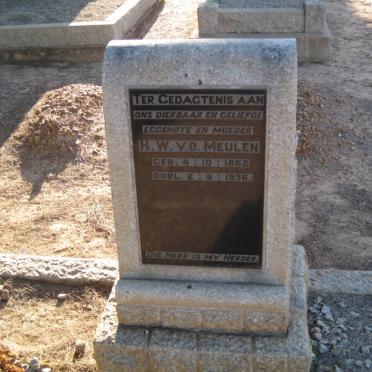 TER GEDACTENIS AAN
ONS DIERBAAR EN GELIEFDE
ECGENOTE EN MOEDER
H. W. V. D. MEULEN
GEB. 4 : 10 : 1862
OORL. 2 : 9 : 1936.
DIE HERE IS MY HERDER.